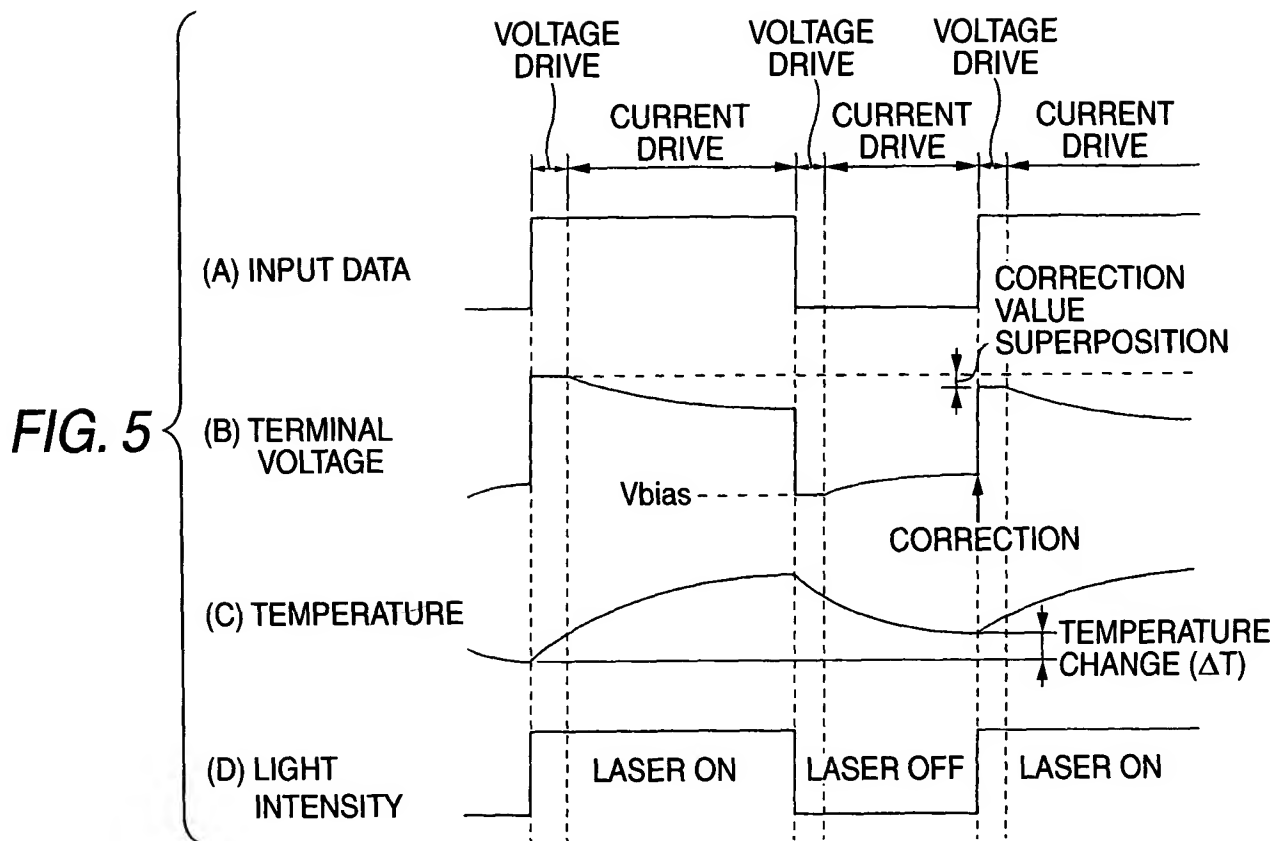 VOLTAGE DRIVE
VOLTAGE DRIVE
VOLTAGE DRIVE
CURRENT DRIVE
CURRENT DRIVE
CURRENT DRIVE
(A) INPUT DATA
CORRECTION
VALUE
SUPERPOSITION
FIG. 5
(B) TERMINAL
VOLTAGE
Vbias
CORRECTION
(C) TEMPERATURE
TEMPERATURE
CHANGE (ΔT)
(D) LIGHT
INTENSITY
LASER ON
LASER OFF
LASER ON